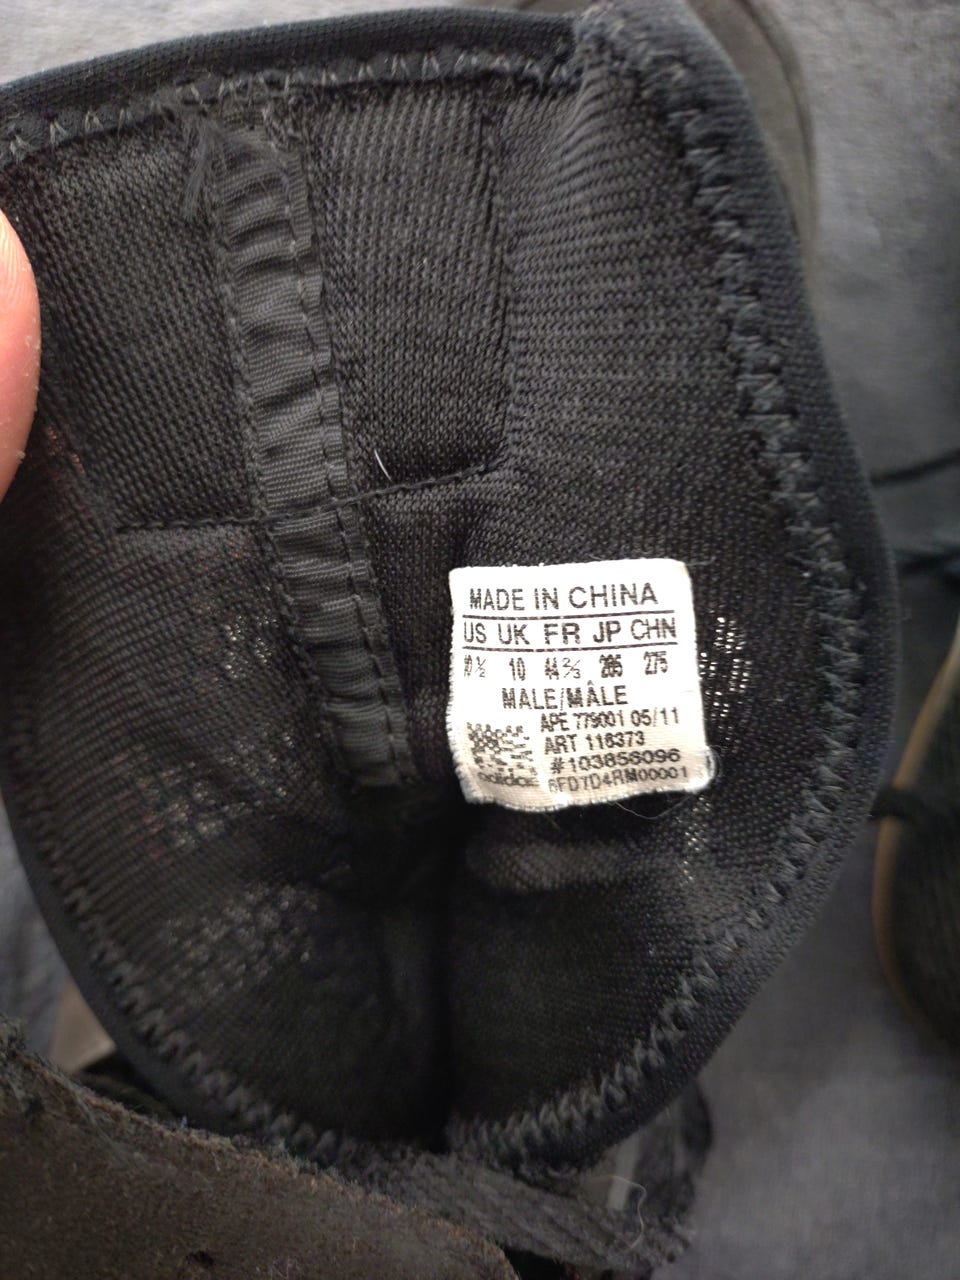 MADE IN CHINA
US UK FR JP CHN
10½ 10 44⅔ 285 275
MALE/MÂLE
APE 779001 05/11
ART 116373
#103856096
adidas 6FD7D4RM00001